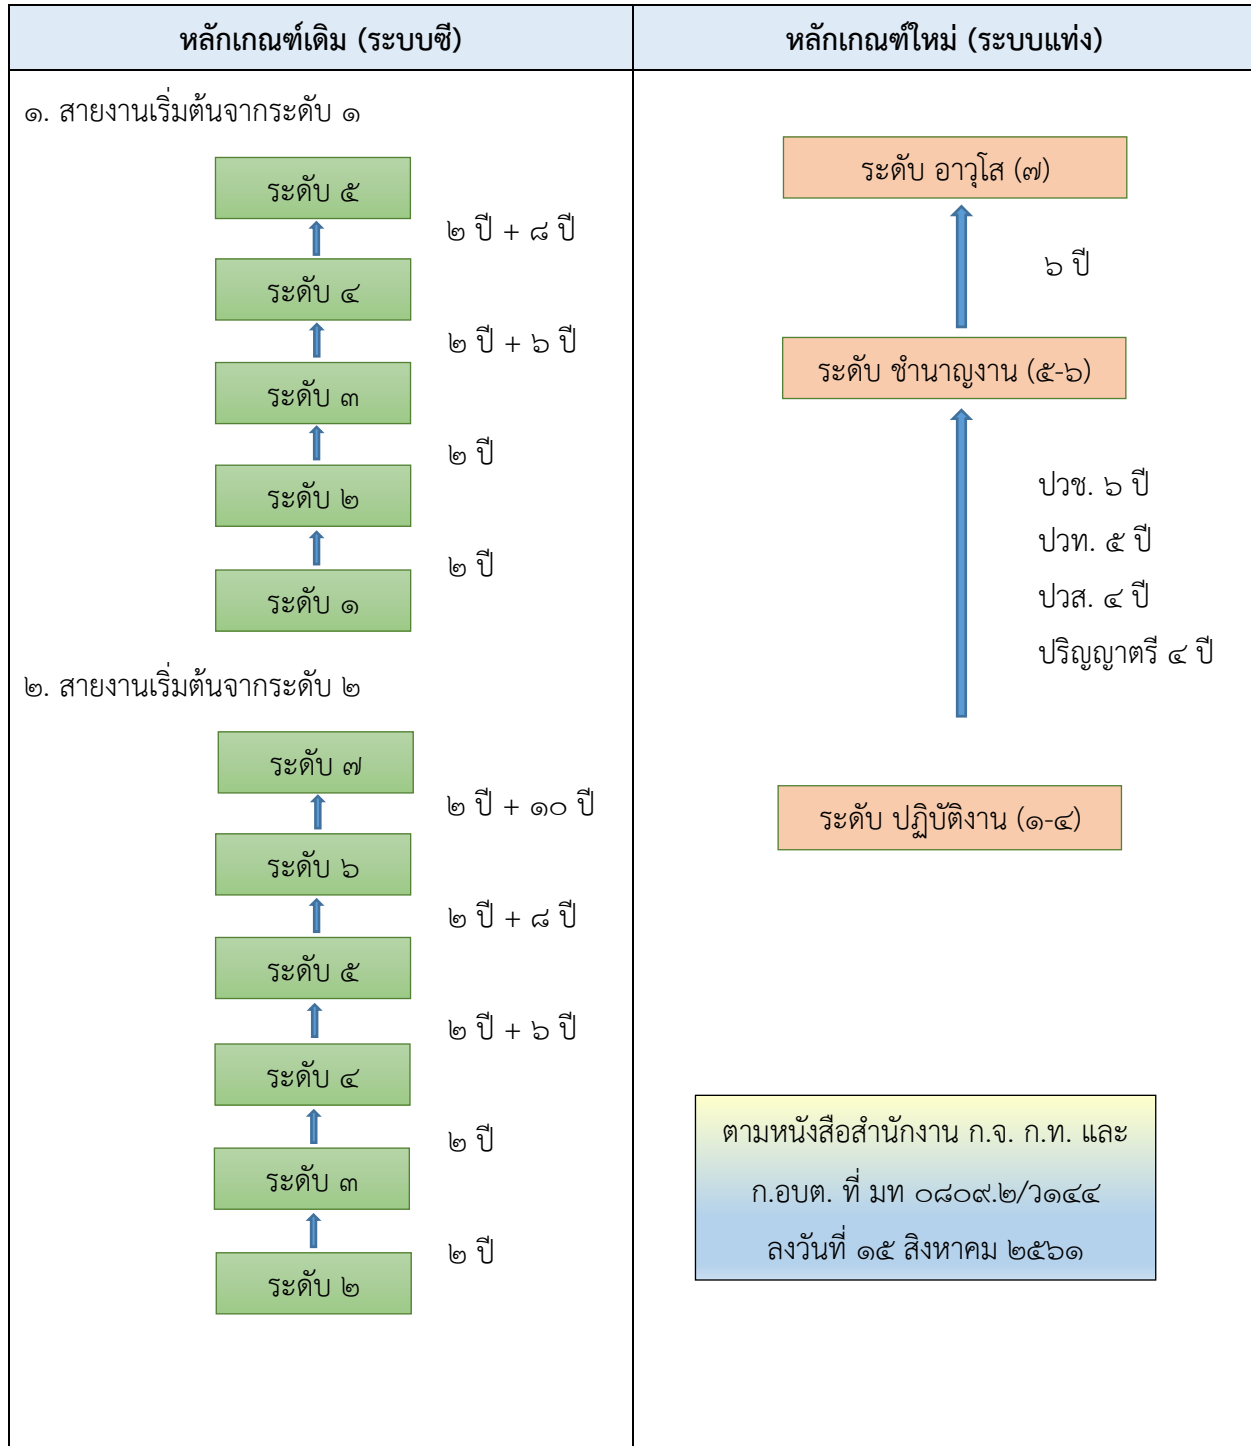 หลักเกณฑ์เดิม (ระบบซี)
หลักเกณฑ์ใหม่ (ระบบแท่ง)
๑. สายงานเริ่มต้นจากระดับ ๑
ระดับ ๕
๒ ปี + ๘ ปี
ระดับ ๔
๒ ปี + ๖ ปี
ระดับ ๓
๒ ปี
ระดับ ๒
๒ ปี
ระดับ ๑
๒. สายงานเริ่มต้นจากระดับ ๒
ระดับ ๗
๒ ปี + ๑๐ ปี
ระดับ ๖
๒ ปี + ๘ ปี
ระดับ ๕
๒ ปี + ๖ ปี
ระดับ ๔
๒ ปี
ระดับ ๓
๒ ปี
ระดับ ๒
ระดับ อาวุโส (๗)
๖ ปี
ระดับ ชำนาญงาน (๕-๖)
ปวช. ๖ ปี
ปวท. ๕ ปี
ปวส. ๔ ปี
ปริญญาตรี ๔ ปี
ระดับ ปฏิบัติงาน (๑-๔)
ตามหนังสือสำนักงาน ก.จ. ก.ท. และ
ก.อบต. ที่ มท ๐๘๐๙.๒/ว๑๔๔
ลงวันที่ ๑๕ สิงหาคม ๒๕๖๑